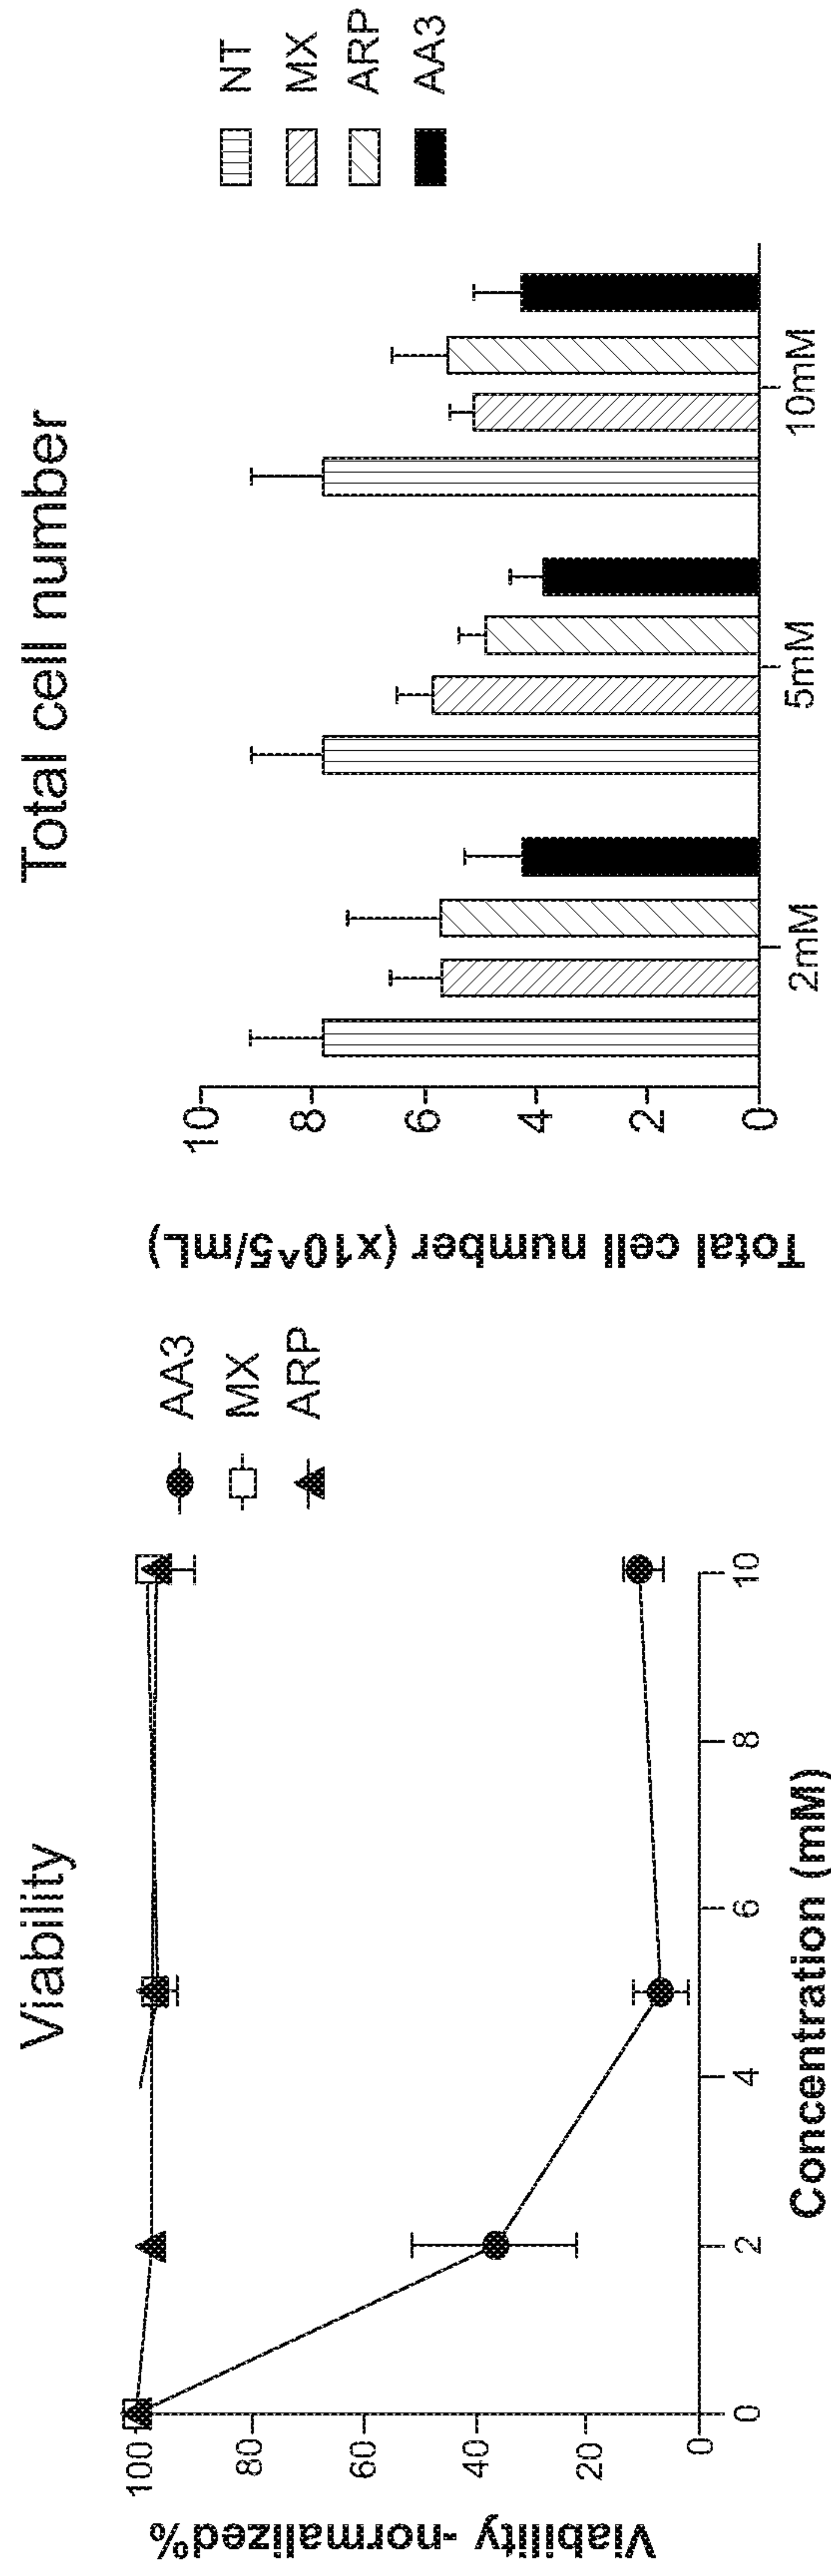 Viability
Viability -normalized%
100
80
60
40
20
0
0
2
4
6
8
10
Concentration (mM)
AA3
MX
ARP
Total cell number
Total cell number (x10^5/mL)
10
8
6
4
2
0
2mM
5mM
10mM
NT
MX
ARP
AA3